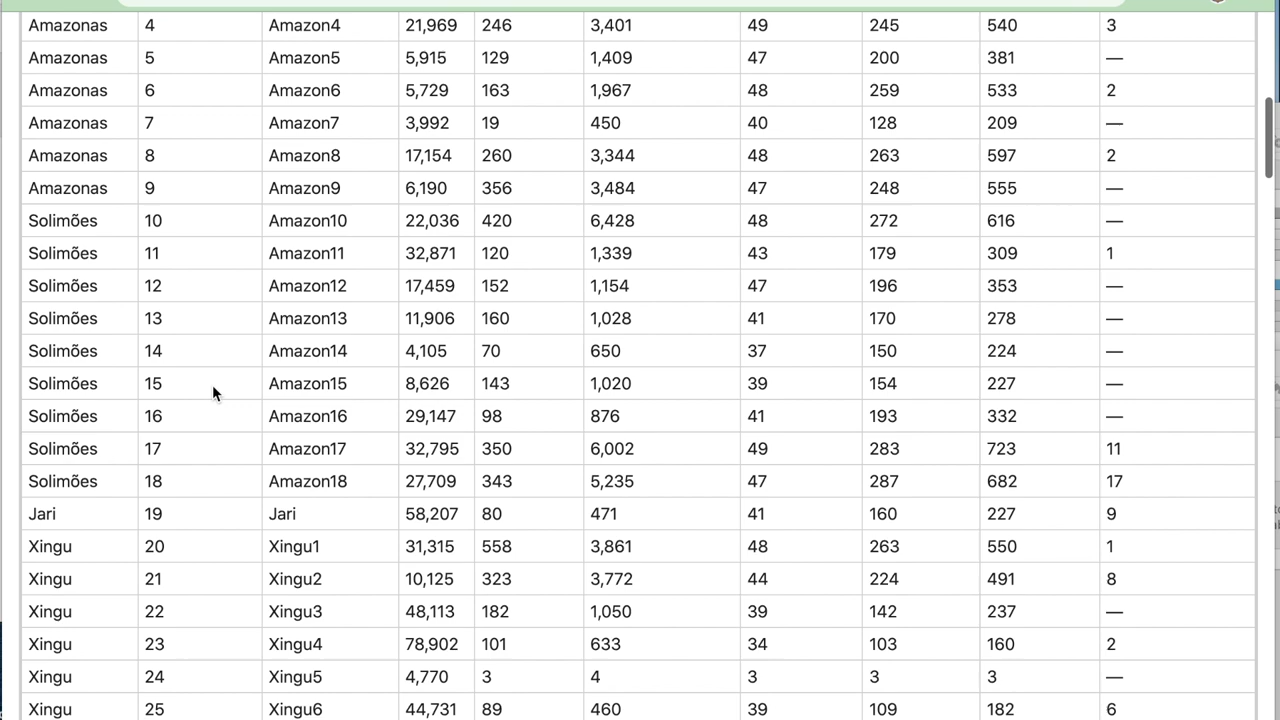 Amazonas 4 Amazon4 21,969 246 3,401 49 245 540 3
Amazonas 5 Amazon5 5,915 129 1,409 47 200 381 —
Amazonas 6 Amazon6 5,729 163 1,967 48 259 533 2
Amazonas 7 Amazon7 3,992 19 450 40 128 209 —
Amazonas 8 Amazon8 17,154 260 3,344 48 263 597 2
Amazonas 9 Amazon9 6,190 356 3,484 47 248 555 —
Solimões 10 Amazon10 22,036 420 6,428 48 272 616 —
Solimões 11 Amazon11 32,871 120 1,339 43 179 309 1
Solimões 12 Amazon12 17,459 152 1,154 47 196 353 —
Solimões 13 Amazon13 11,906 160 1,028 41 170 278 —
Solimões 14 Amazon14 4,105 70 650 37 150 224 —
Solimões 15 Amazon15 8,626 143 1,020 39 154 227 —
Solimões 16 Amazon16 29,147 98 876 41 193 332 —
Solimões 17 Amazon17 32,795 350 6,002 49 283 723 11
Solimões 18 Amazon18 27,709 343 5,235 47 287 682 17
Jari 19 Jari 58,207 80 471 41 160 227 9
Xingu 20 Xingu1 31,315 558 3,861 48 263 550 1
Xingu 21 Xingu2 10,125 323 3,772 44 224 491 8
Xingu 22 Xingu3 48,113 182 1,050 39 142 237 —
Xingu 23 Xingu4 78,902 101 633 34 103 160 2
Xingu 24 Xingu5 4,770 3 4 3 3 3 —
Xingu 25 Xingu6 44,731 89 460 39 109 182 6